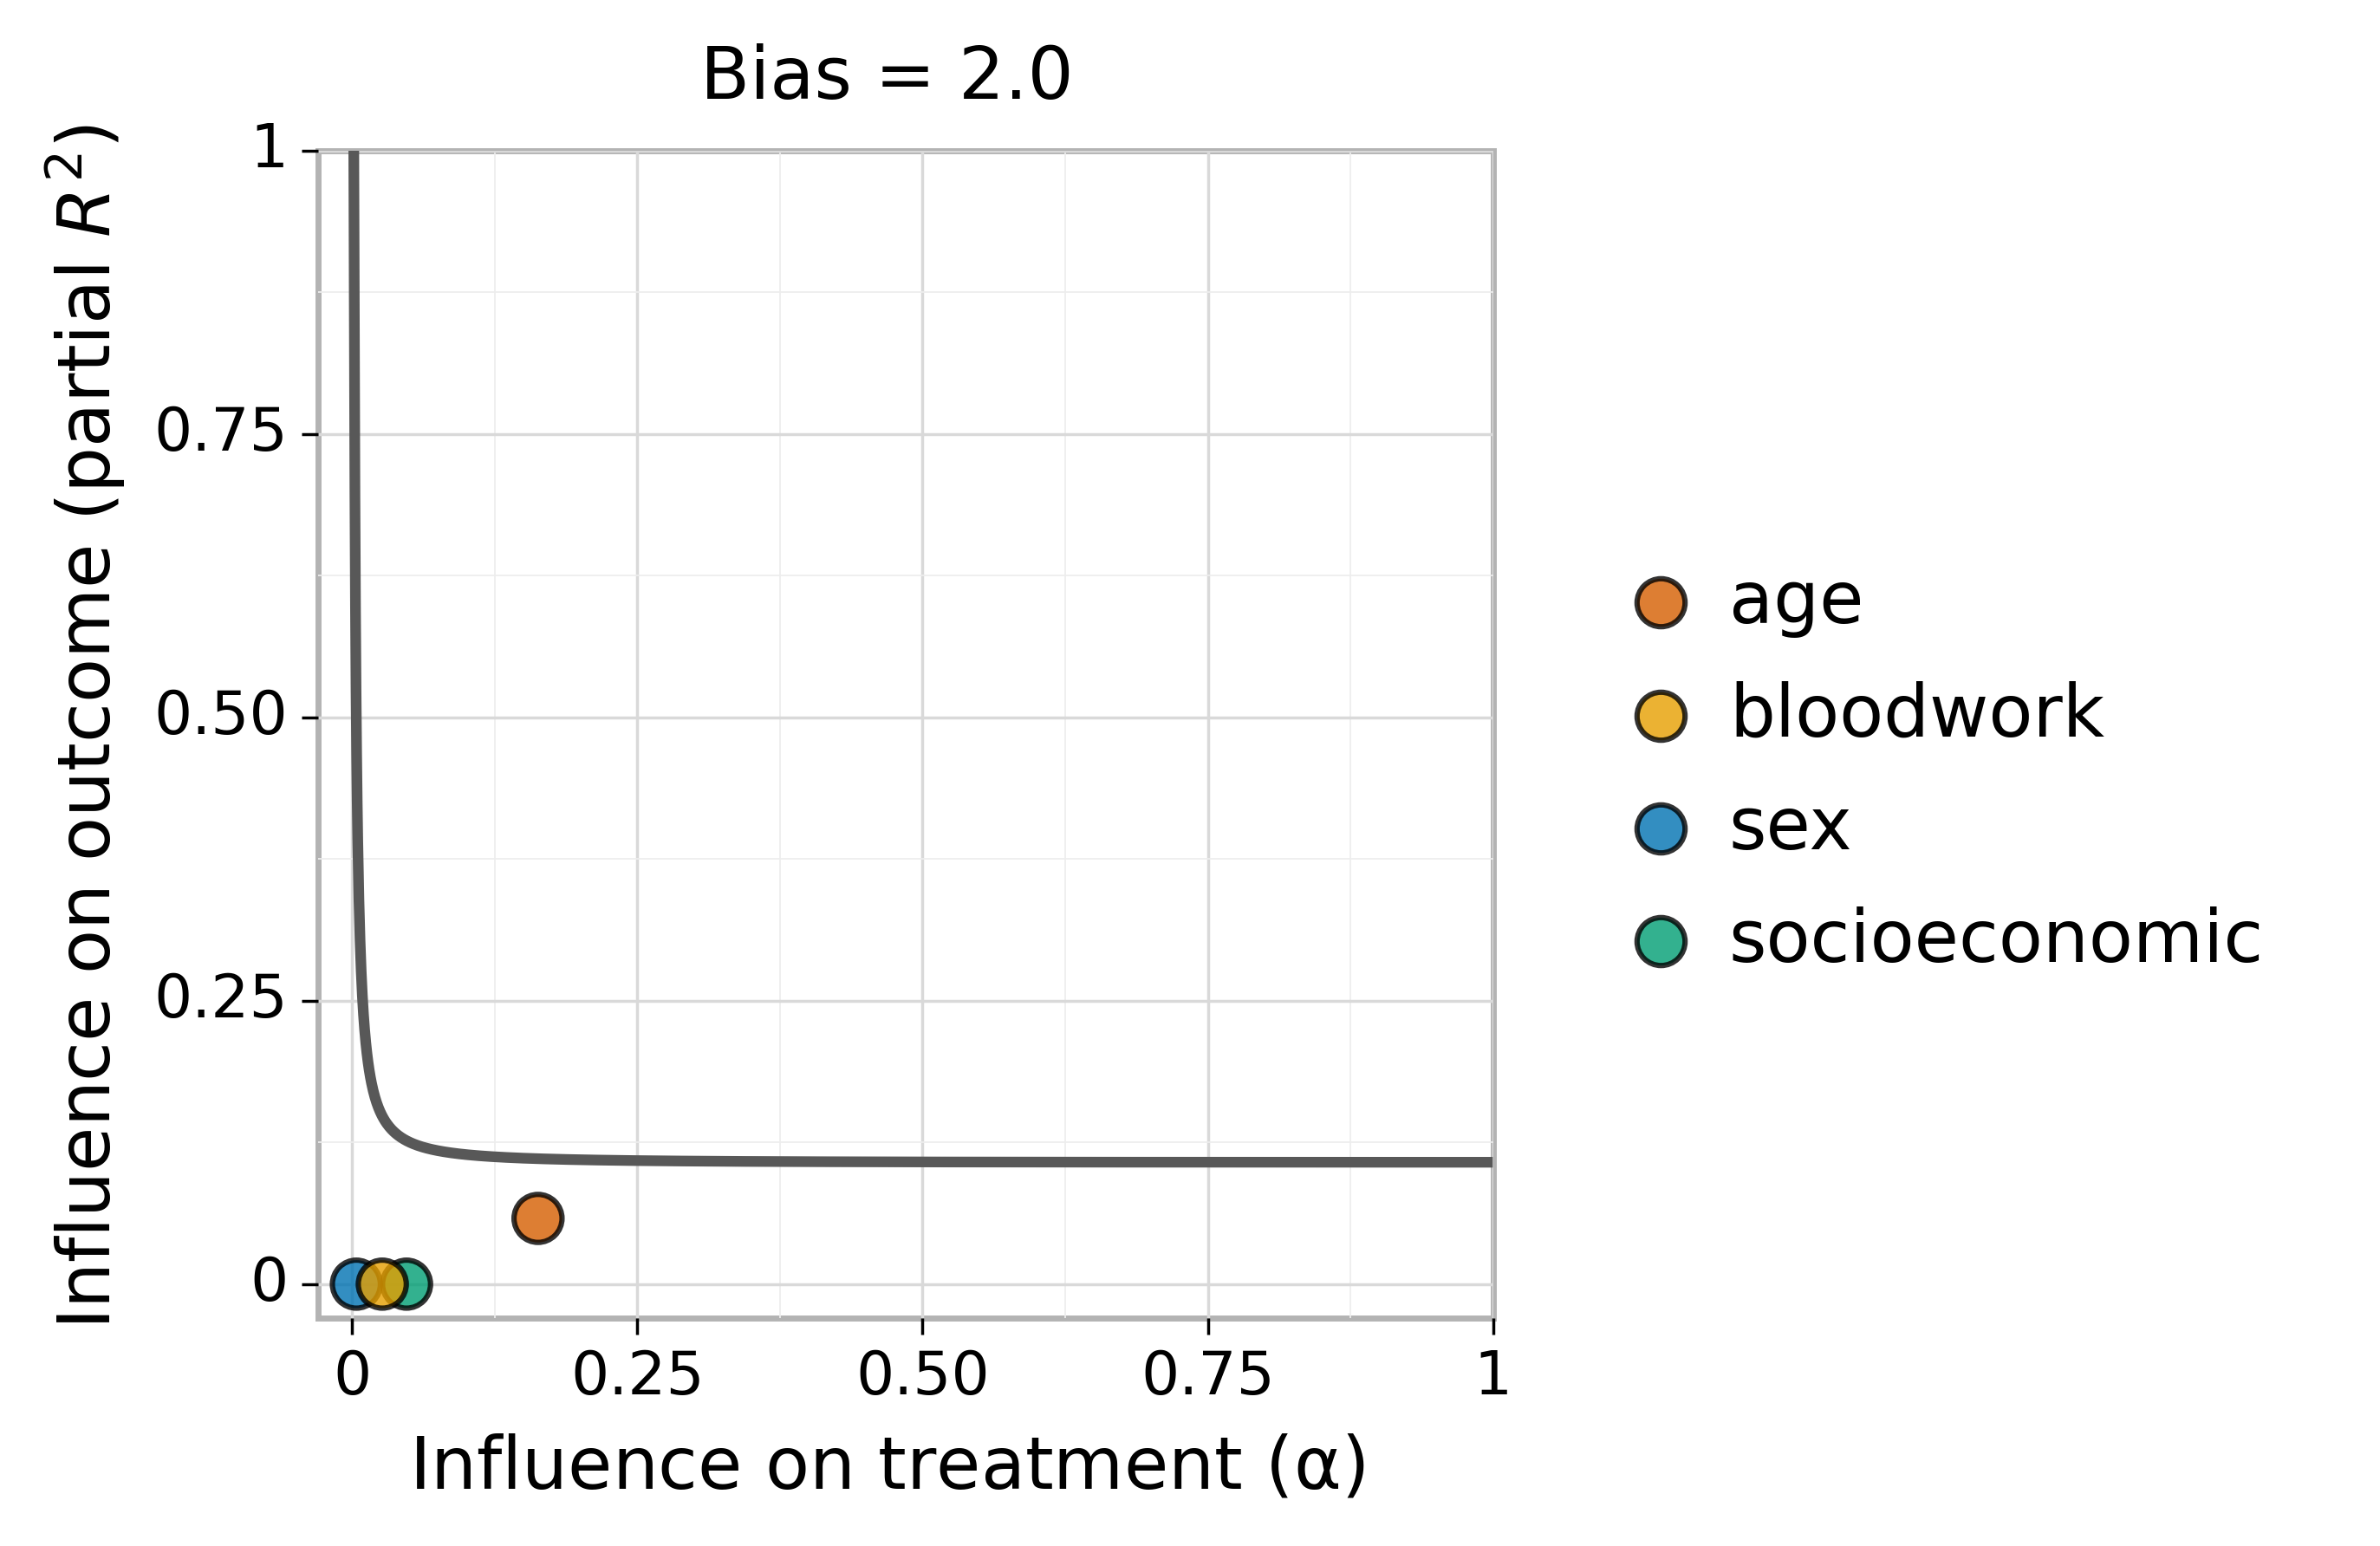 Bias = 2.0
Influence on outcome (partial R²)
1
0.75
0.50
0.25
0
0 0.25 0.50 0.75 1
Influence on treatment (α)
age
bloodwork
sex
socioeconomic